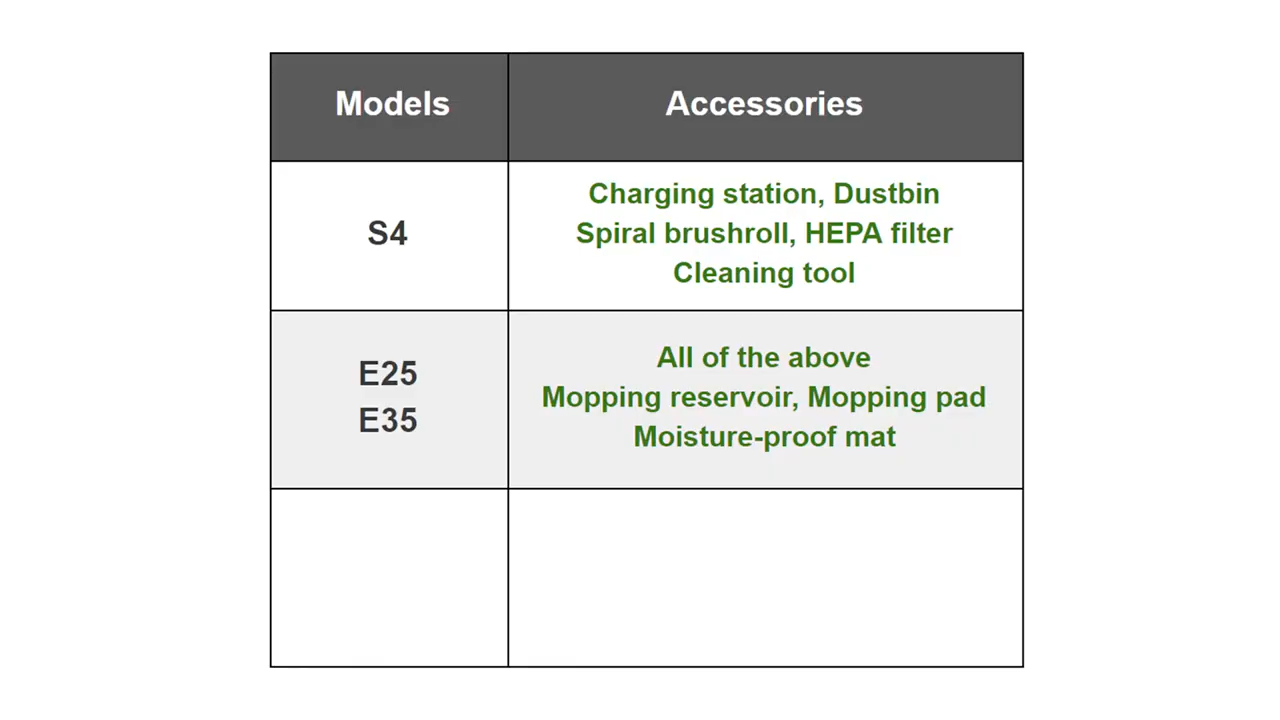 Models
Accessories
S4
Charging station, Dustbin
Spiral brushroll, HEPA filter
Cleaning tool
E25
E35
All of the above
Mopping reservoir, Mopping pad
Moisture-proof mat